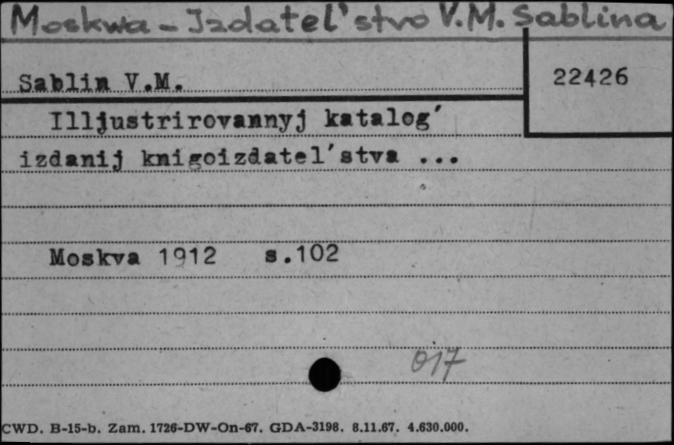 Moskwa - Izdatel'stvo V.M. Sablina
Sablin V.M.
22426
Illjustrirovannyj katalog'
izdanij knigoizdatel'stva ...
Moskva 1912 s.102
017
CWD. B-15-b. Zam. 1726-DW-On-67. GDA-3198. 8.11.67. 4.630.000.